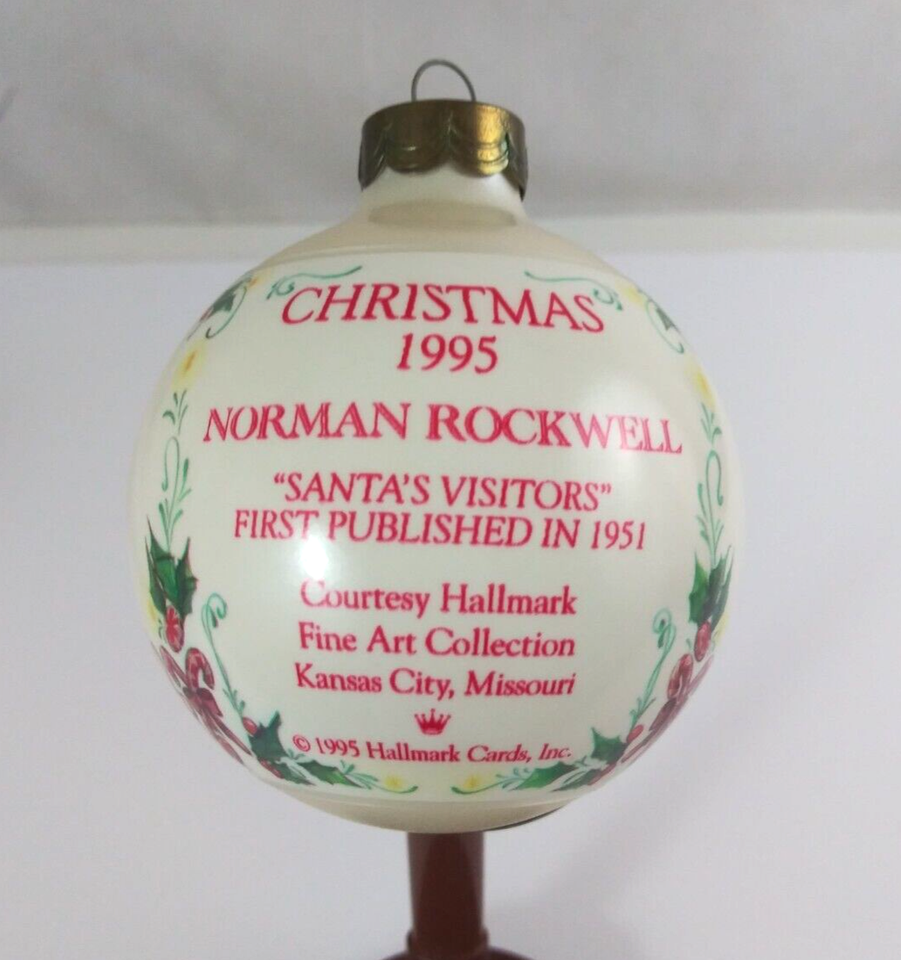 CHRISTMAS
1995
NORMAN ROCKWELL
“SANTA'S VISITORS”
FIRST PUBLISHED IN 1951
Courtesy Hallmark
Fine Art Collection
Kansas City, Missouri
© 1995 Hallmark Cards, Inc.